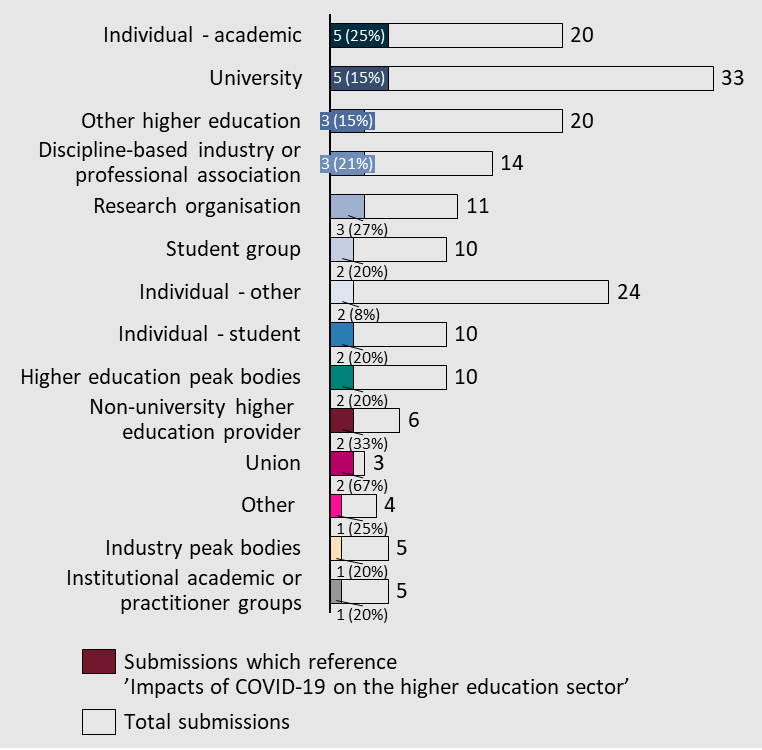 Individual - academic 5 (25%) 20
University 5 (15%) 33
Other higher education 3 (15%) 20
Discipline-based industry or
professional association 3 (21%) 14
Research organisation 11
3 (27%)
Student group 10
2 (20%)
Individual - other 24
2 (8%)
Individual - student 10
2 (20%)
Higher education peak bodies 10
2 (20%)
Non-university higher
education provider 6
2 (33%)
Union 3
2 (67%)
Other 4
1 (25%)
Industry peak bodies 5
1 (20%)
Institutional academic or
practitioner groups 5
1 (20%)
Submissions which reference
’Impacts of COVID-19 on the higher education sector’
Total submissions